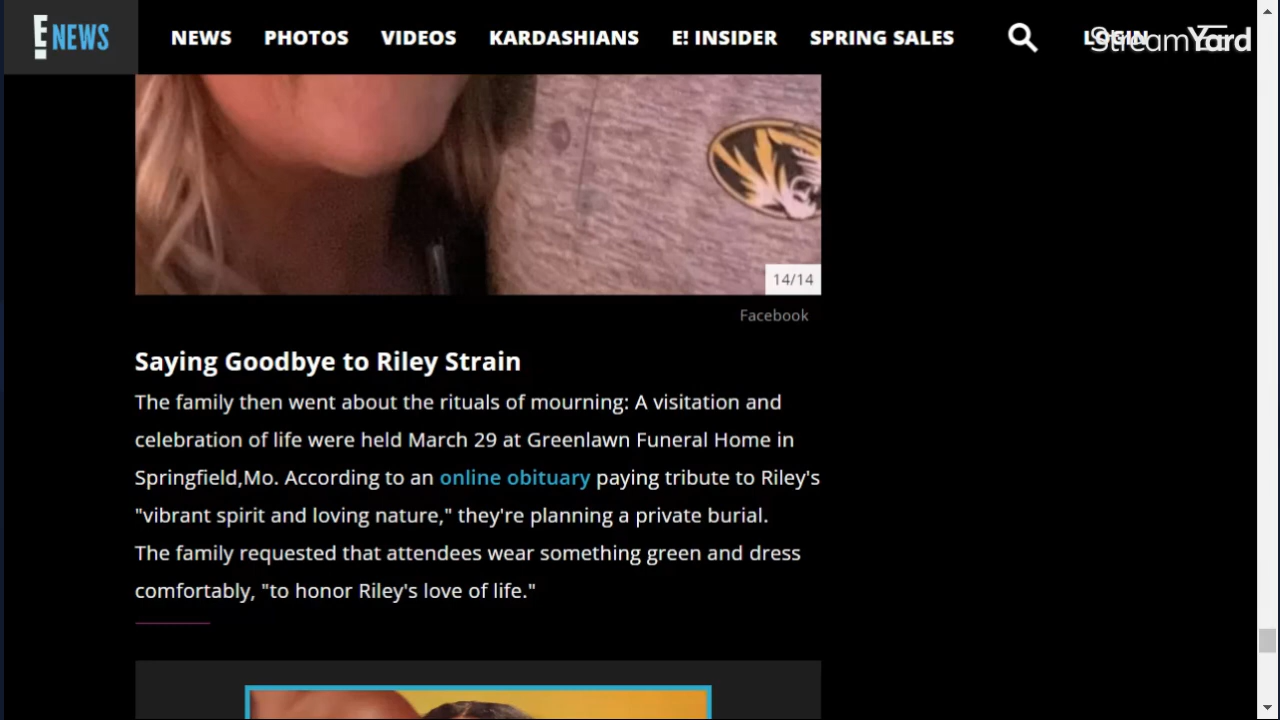 E! NEWS
NEWS PHOTOS VIDEOS KARDASHIANS E! INSIDER SPRING SALES LOGIN
StreamYard
14/14
Facebook
Saying Goodbye to Riley Strain
The family then went about the rituals of mourning: A visitation and
celebration of life were held March 29 at Greenlawn Funeral Home in
Springfield,Mo. According to an online obituary paying tribute to Riley's
"vibrant spirit and loving nature," they're planning a private burial.
The family requested that attendees wear something green and dress
comfortably, "to honor Riley's love of life."